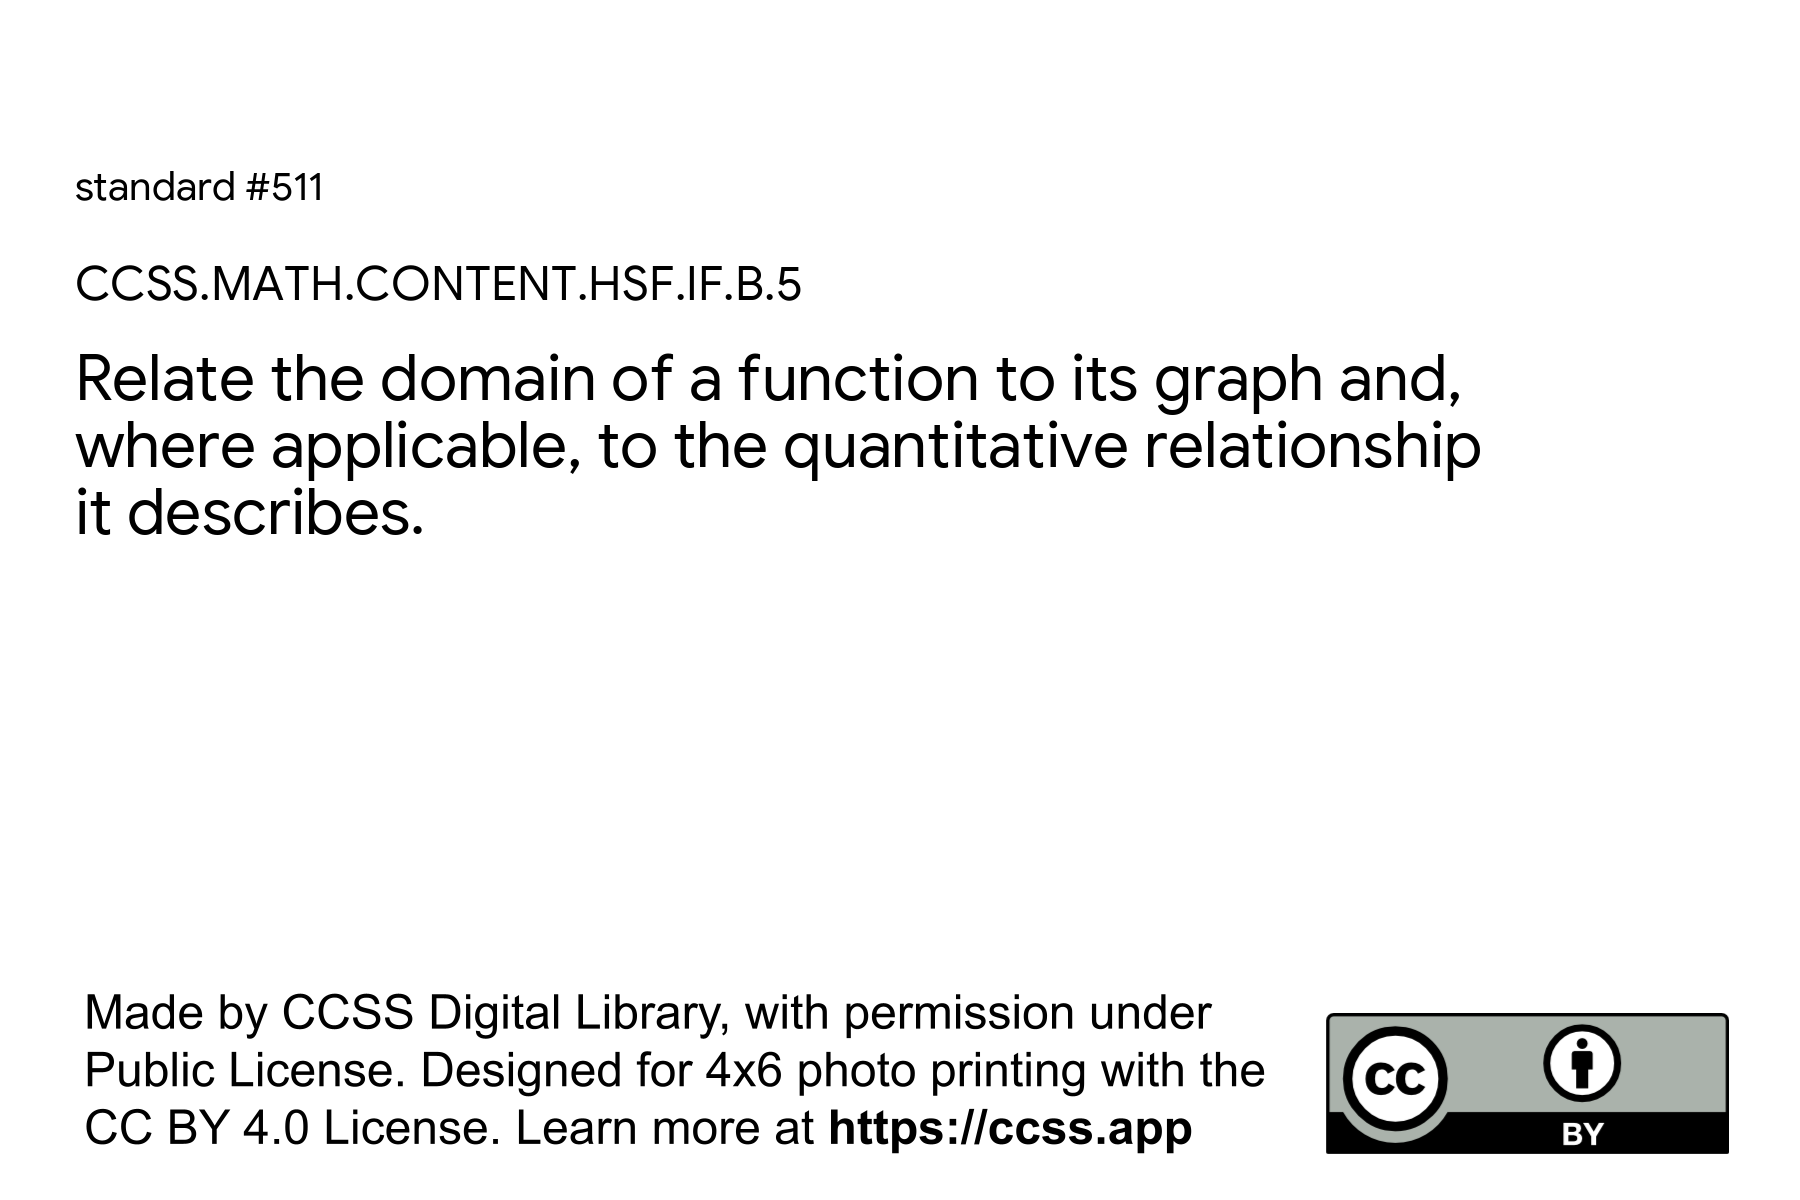 standard #511
CCSS.MATH.CONTENT.HSF.IF.B.5
Relate the domain of a function to its graph and,
where applicable, to the quantitative relationship
it describes.
Made by CCSS Digital Library, with permission under
Public License. Designed for 4x6 photo printing with the
CC BY 4.0 License. Learn more at https://ccss.app
CC
BY